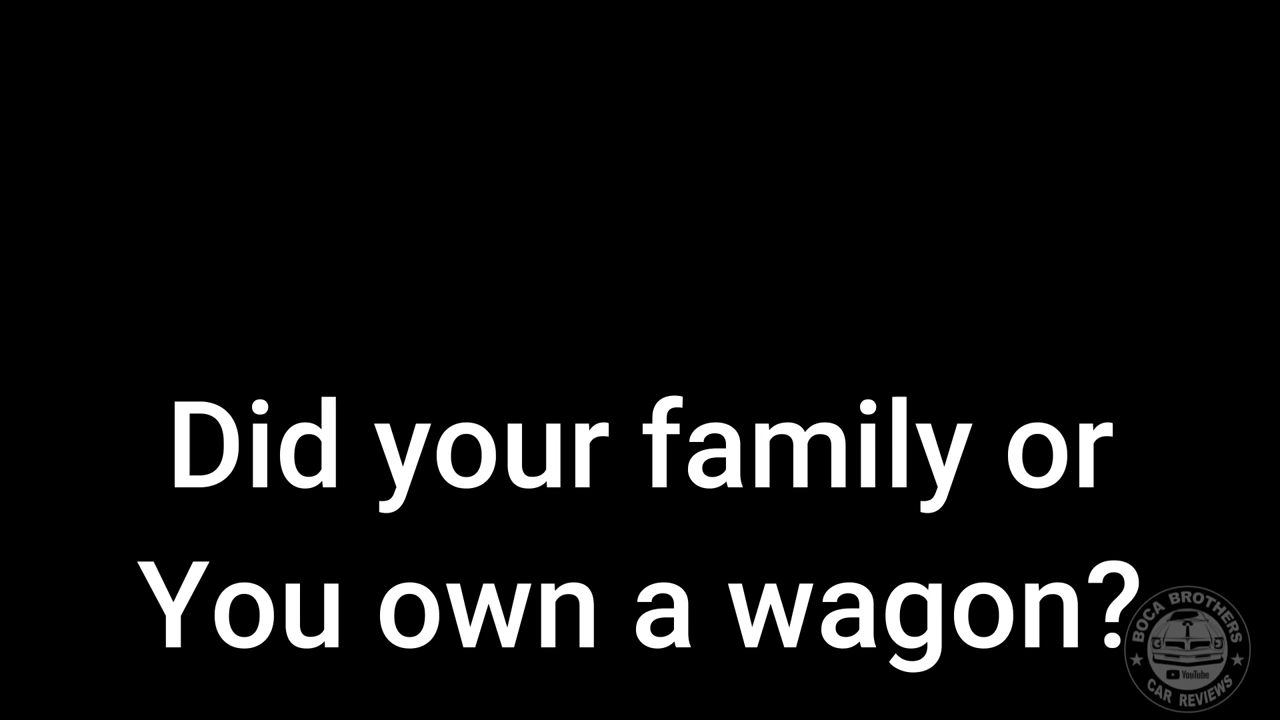 Did your family or
You own a wagon?
BOCA BROTHERS
YouTube
CAR REVIEWS